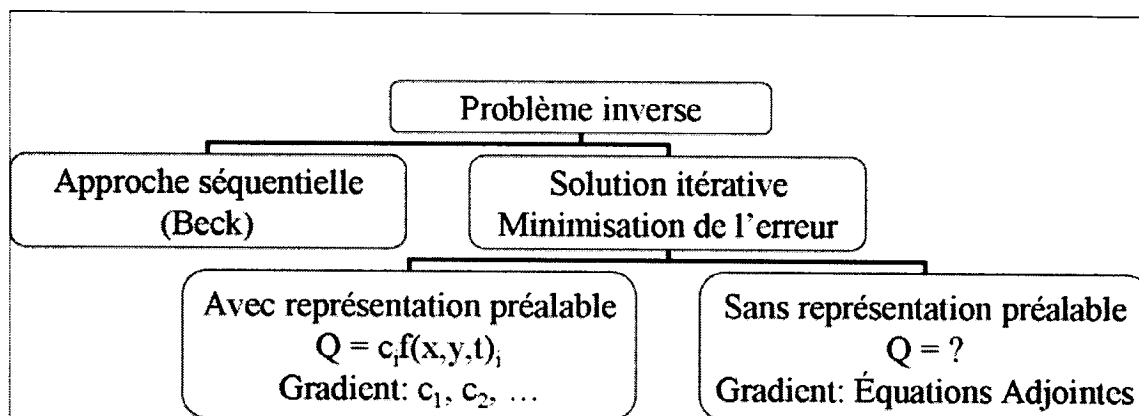 Problème inverse
Approche séquentielle
(Beck)
Solution itérative
Minimisation de l'erreur
Avec représentation préalable
Q = cᵢf(x,y,t)ᵢ
Gradient: c₁, c₂, …
Sans représentation préalable
Q = ?
Gradient: Équations Adjointes